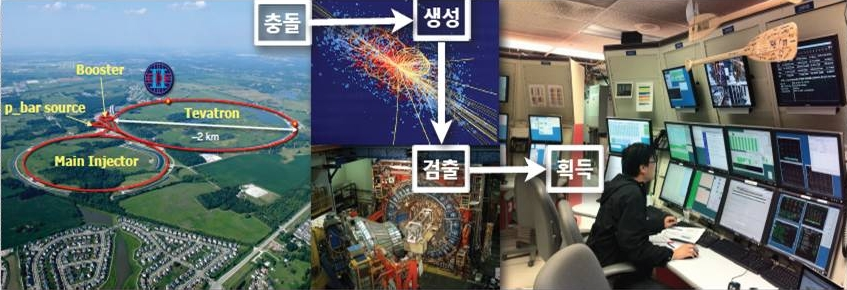 충돌
생성
검출
획득
Booster
p_bar source
Tevatron
~2 km
Main Injector